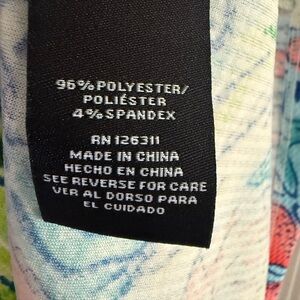 96% POLYESTER/
POLIÉSTER
4% SPANDEX
RN 126311
MADE IN CHINA
HECHO EN CHINA
SEE REVERSE FOR CARE
VER AL DORSO PARA
EL CUIDADO